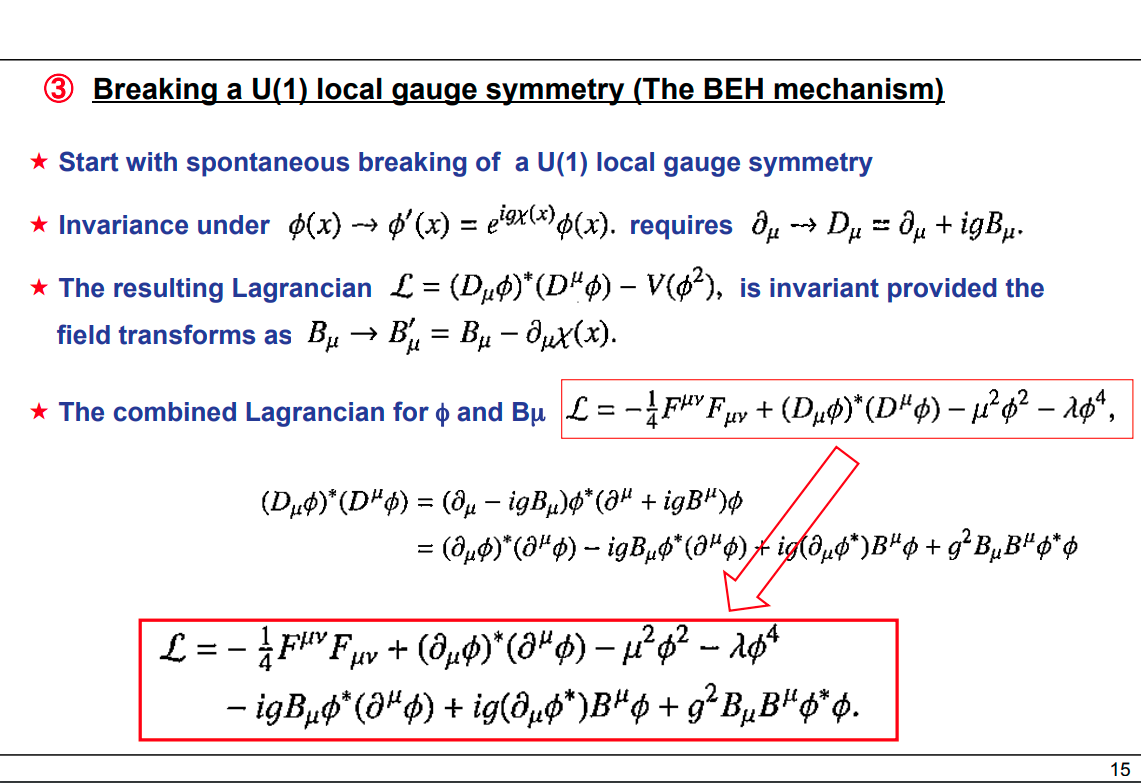 ③ Breaking a U(1) local gauge symmetry (The BEH mechanism)
★ Start with spontaneous breaking of a U(1) local gauge symmetry
★ Invariance under ϕ(x) → ϕ′(x) = e^{igχ(x)}ϕ(x). requires ∂_μ → D_μ = ∂_μ + igB_μ.
★ The resulting Lagrancian ℒ = (D_μϕ)*(D^μϕ) − V(ϕ²), is invariant provided the
field transforms as B_μ → B′_μ = B_μ − ∂_μχ(x).
★ The combined Lagrancian for ϕ and Bμ ℒ = −¼F^{μν}F_{μν} + (D_μϕ)*(D^μϕ) − μ²ϕ² − λϕ⁴,
(D_μϕ)*(D^μϕ) = (∂_μ − igB_μ)ϕ*(∂^μ + igB^μ)ϕ
= (∂_μϕ)*(∂^μϕ) − igB_μϕ*(∂^μϕ) + ig(∂_μϕ*)B^μϕ + g²B_μB^μϕ*ϕ
ℒ = − ¼F^{μν}F_{μν} + (∂_μϕ)*(∂^μϕ) − μ²ϕ² − λϕ⁴
− igB_μϕ*(∂^μϕ) + ig(∂_μϕ*)B^μϕ + g²B_μB^μϕ*ϕ.
15